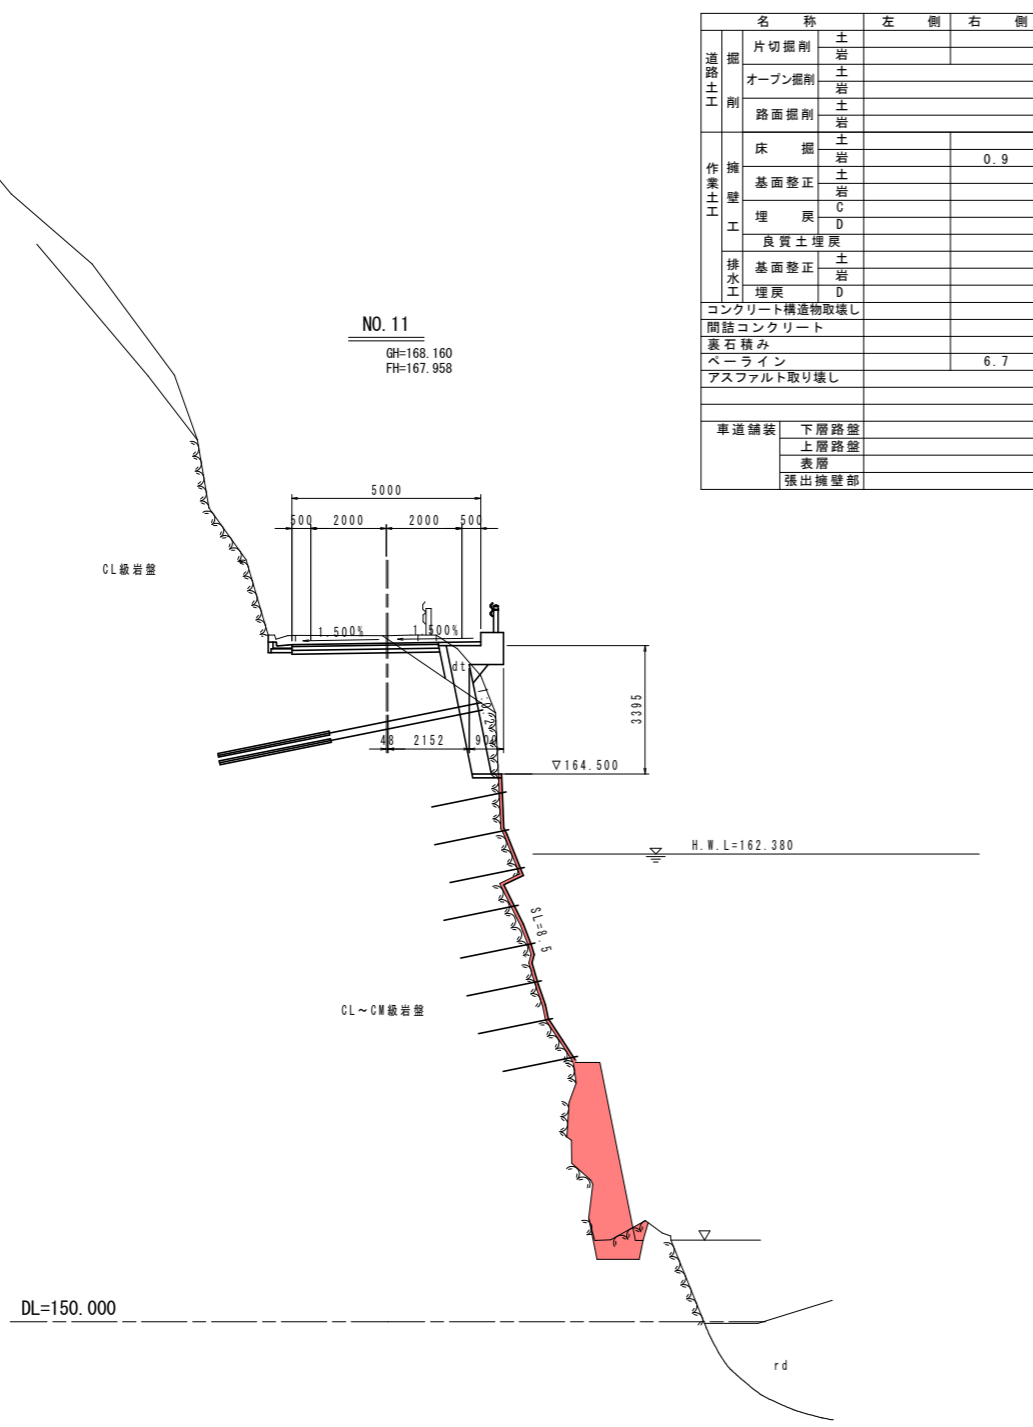 名 称 左 側 右 側
道路土工 掘削 片切掘削 土
岩
オープン掘削 土
岩
路面掘削 土
岩
作業土工 擁壁工 床 掘 土
岩 0.9
基面整正 土
岩
埋 戻 C
D
良質土埋戻
排水工 基面整正 土
岩
埋戻 D
コンクリート構造物取壊し
間詰コンクリート
裏石積み
ペーライン 6.7
アスファルト取り壊し
車道舗装 下層路盤
上層路盤
表層
張出擁壁部
NO.11
GH=168.160
FH=167.958
5000
500 2000 2000 500
CL級岩盤
1.500% 1.500%
dt
3395
48 2152 900
▽164.500
H.W.L=162.380
SL=8.5
CL～CM級岩盤
DL=150.000
rd